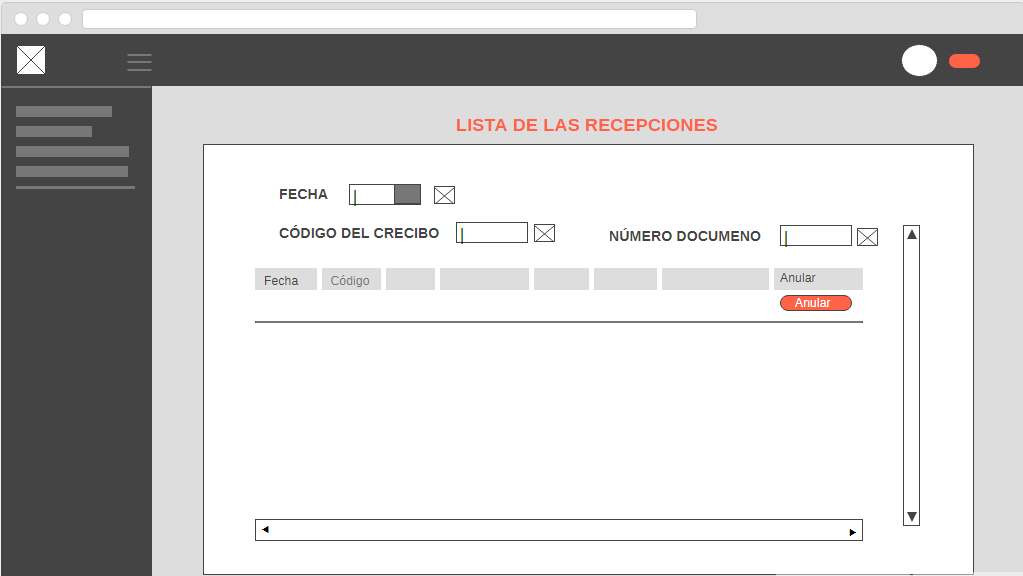 LISTA DE LAS RECEPCIONES
FECHA
CÓDIGO DEL CRECIBO
NÚMERO DOCUMENO
Fecha Código Anular
Anular